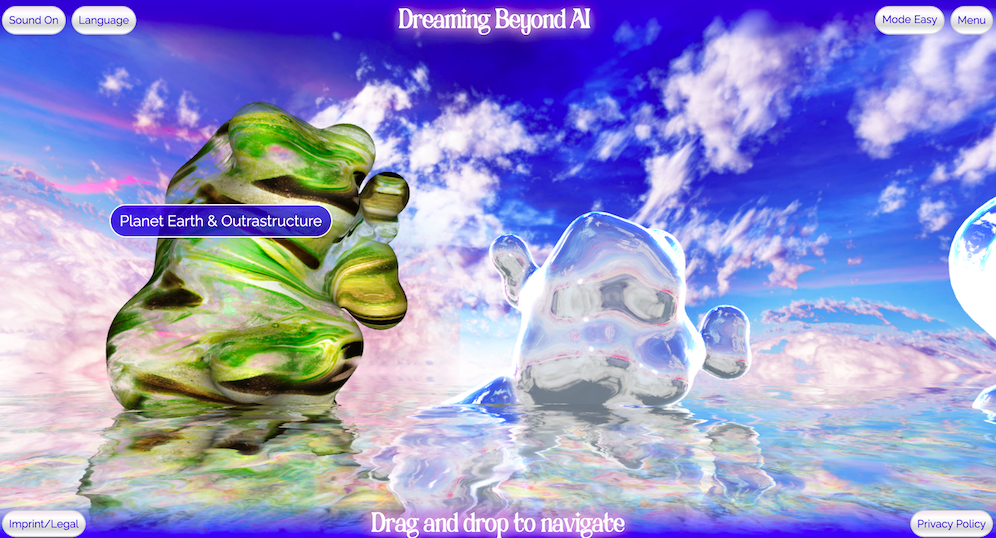 Sound On
Language
Dreaming Beyond AI
Mode Easy
Menu
Planet Earth & Outrastructure
Imprint/Legal
Drag and drop to navigate
Privacy Policy